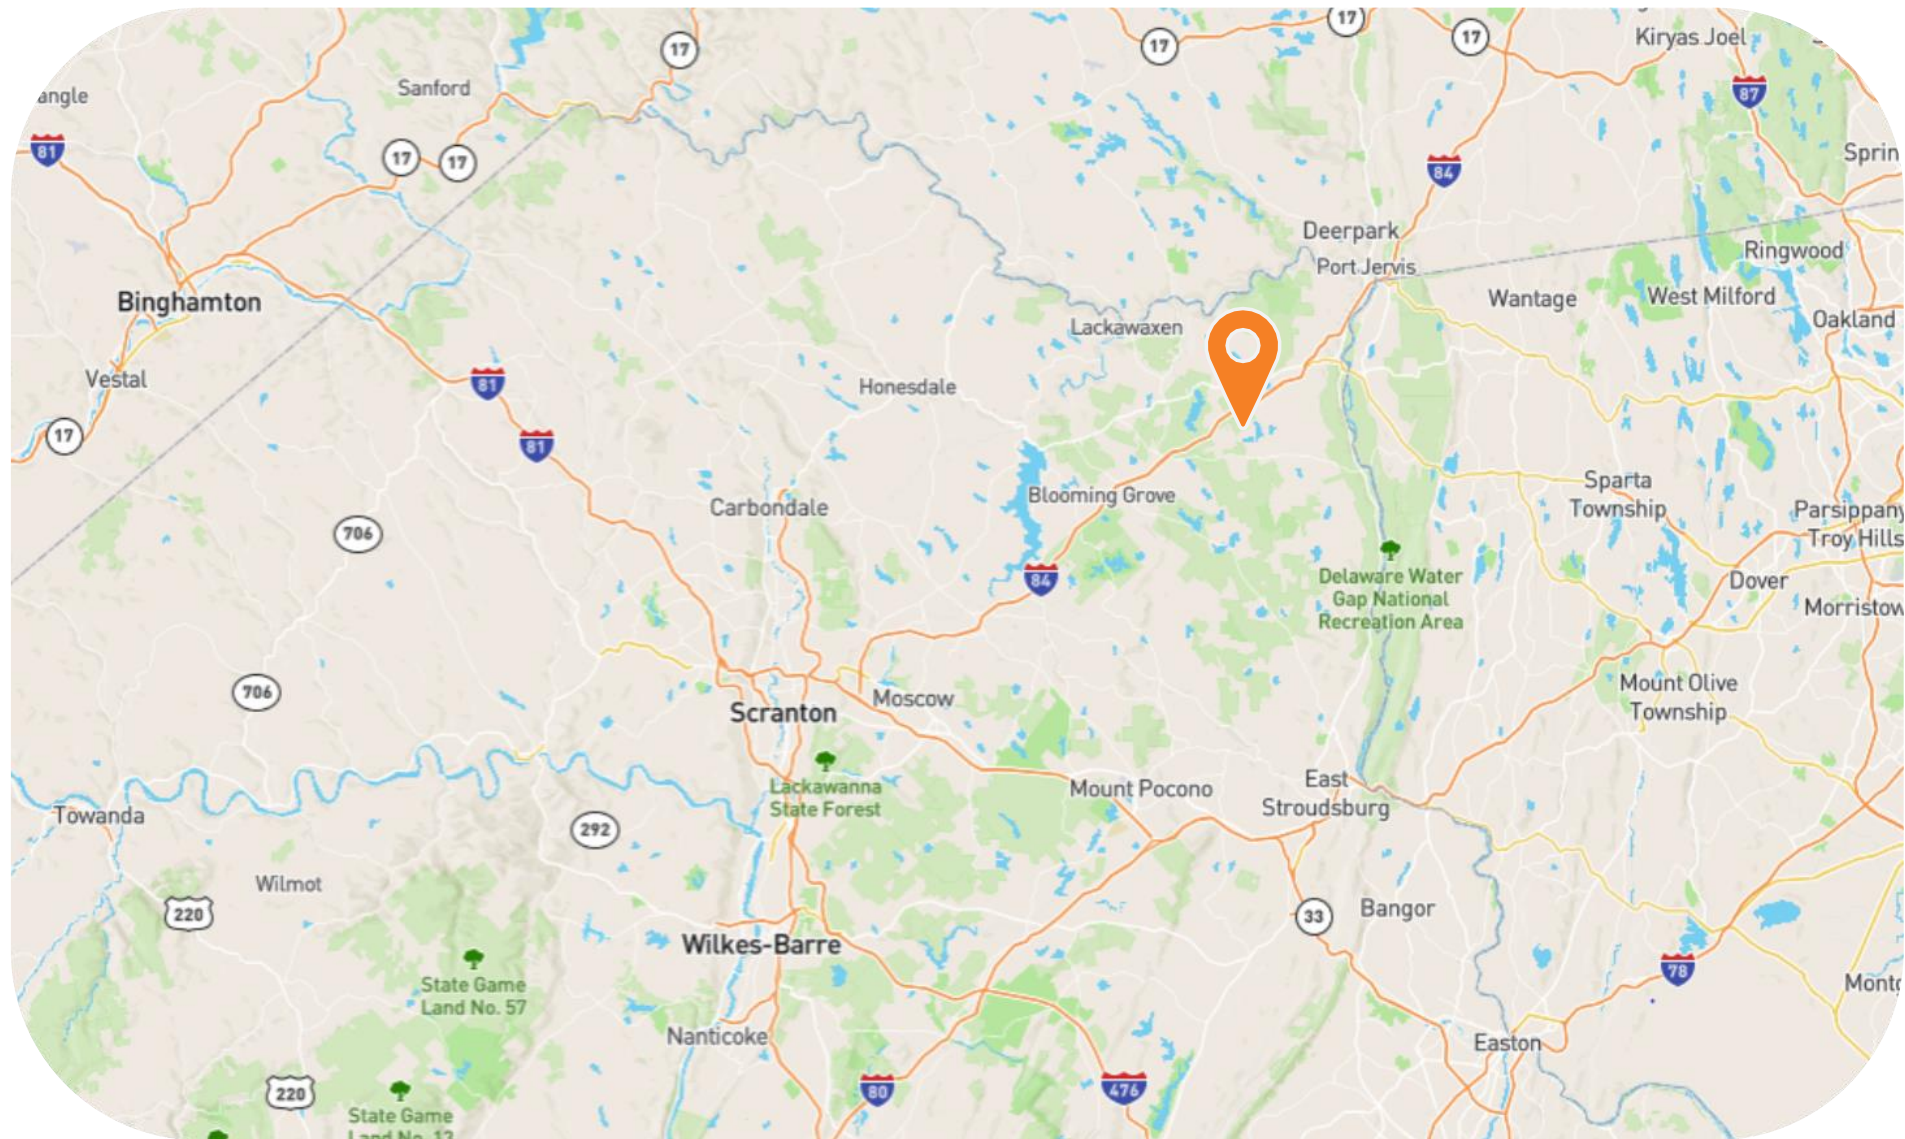 17
17
17
17
Kiryas Joel
87
Sanford
angle
81
17
17
84
Sprin
Deerpark
Port Jervis
Ringwood
Binghamton
Wantage
West Milford
Oakland
Lackawaxen
Vestal
81
Honesdale
17
81
Blooming Grove
Sparta
Township
Carbondale
Parsippany
Troy Hills
706
84
Delaware Water
Gap National
Recreation Area
Dover
Morristow
706
Moscow
Mount Olive
Township
Scranton
Lackawanna
State Forest
Mount Pocono
East
Stroudsburg
Towanda
292
Wilmot
220
33
Bangor
Wilkes-Barre
State Game
Land No. 57
78
Montg
Nanticoke
Easton
220
80
476
State Game
Land No. 12